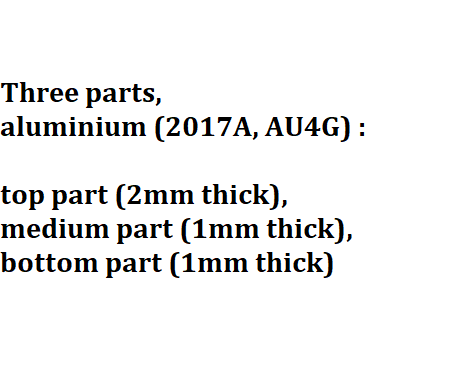 Three parts,
aluminium (2017A, AU4G) :
top part (2mm thick),
medium part (1mm thick),
bottom part (1mm thick)